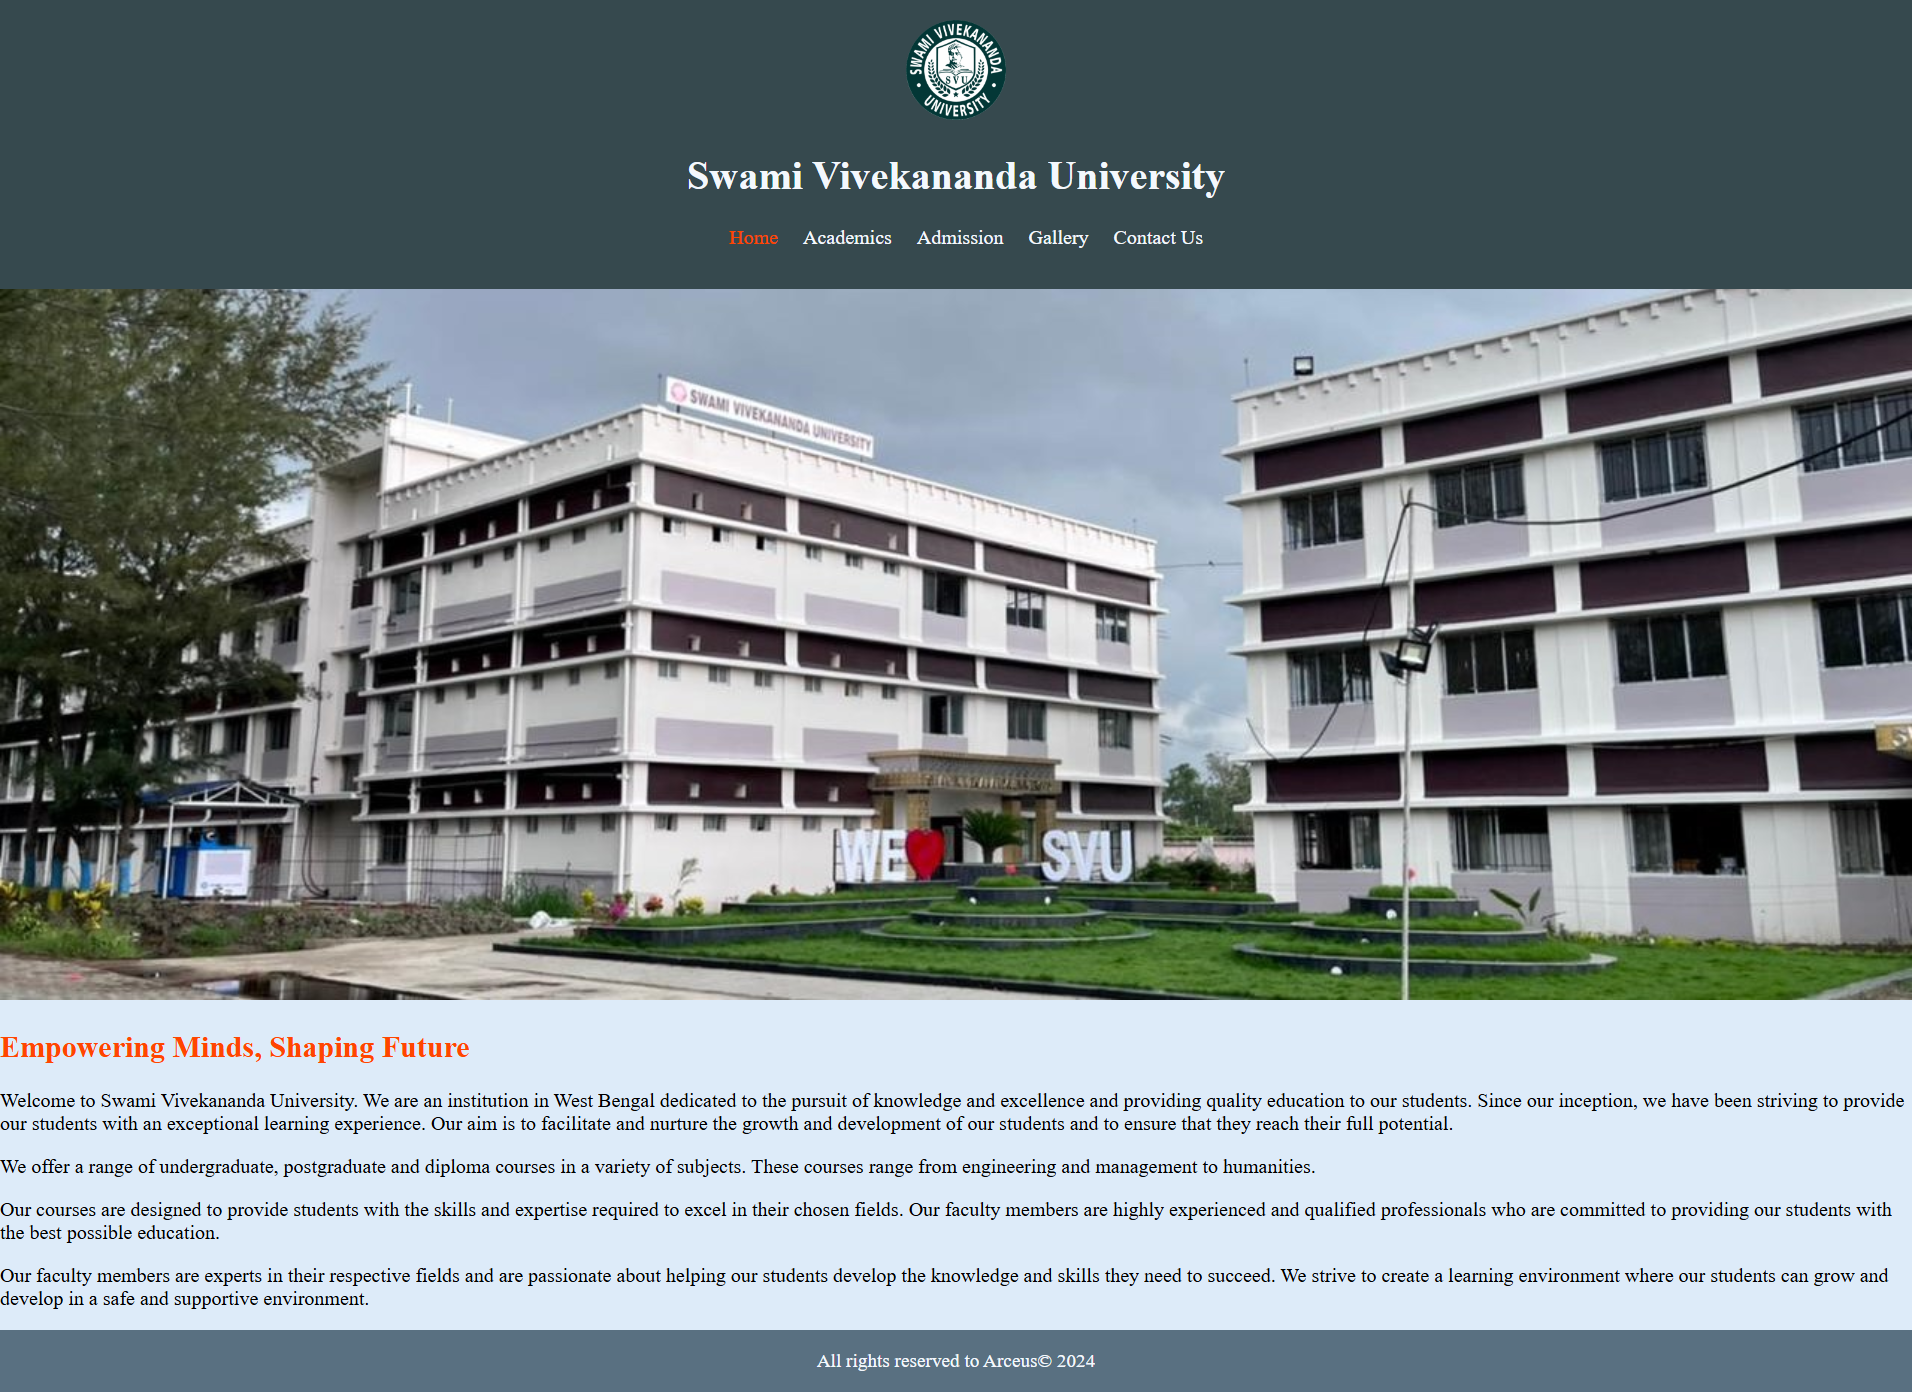 SWAMI VIVEKANANDA
SVU
UNIVERSITY
Swami Vivekananda University
Home Academics Admission Gallery Contact Us
SWAMI VIVEKANANDA UNIVERSITY
WE SVU
Empowering Minds, Shaping Future
Welcome to Swami Vivekananda University. We are an institution in West Bengal dedicated to the pursuit of knowledge and excellence and providing quality education to our students. Since our inception, we have been striving to provide
our students with an exceptional learning experience. Our aim is to facilitate and nurture the growth and development of our students and to ensure that they reach their full potential.
We offer a range of undergraduate, postgraduate and diploma courses in a variety of subjects. These courses range from engineering and management to humanities.
Our courses are designed to provide students with the skills and expertise required to excel in their chosen fields. Our faculty members are highly experienced and qualified professionals who are committed to providing our students with
the best possible education.
Our faculty members are experts in their respective fields and are passionate about helping our students develop the knowledge and skills they need to succeed. We strive to create a learning environment where our students can grow and
develop in a safe and supportive environment.
All rights reserved to Arceus© 2024